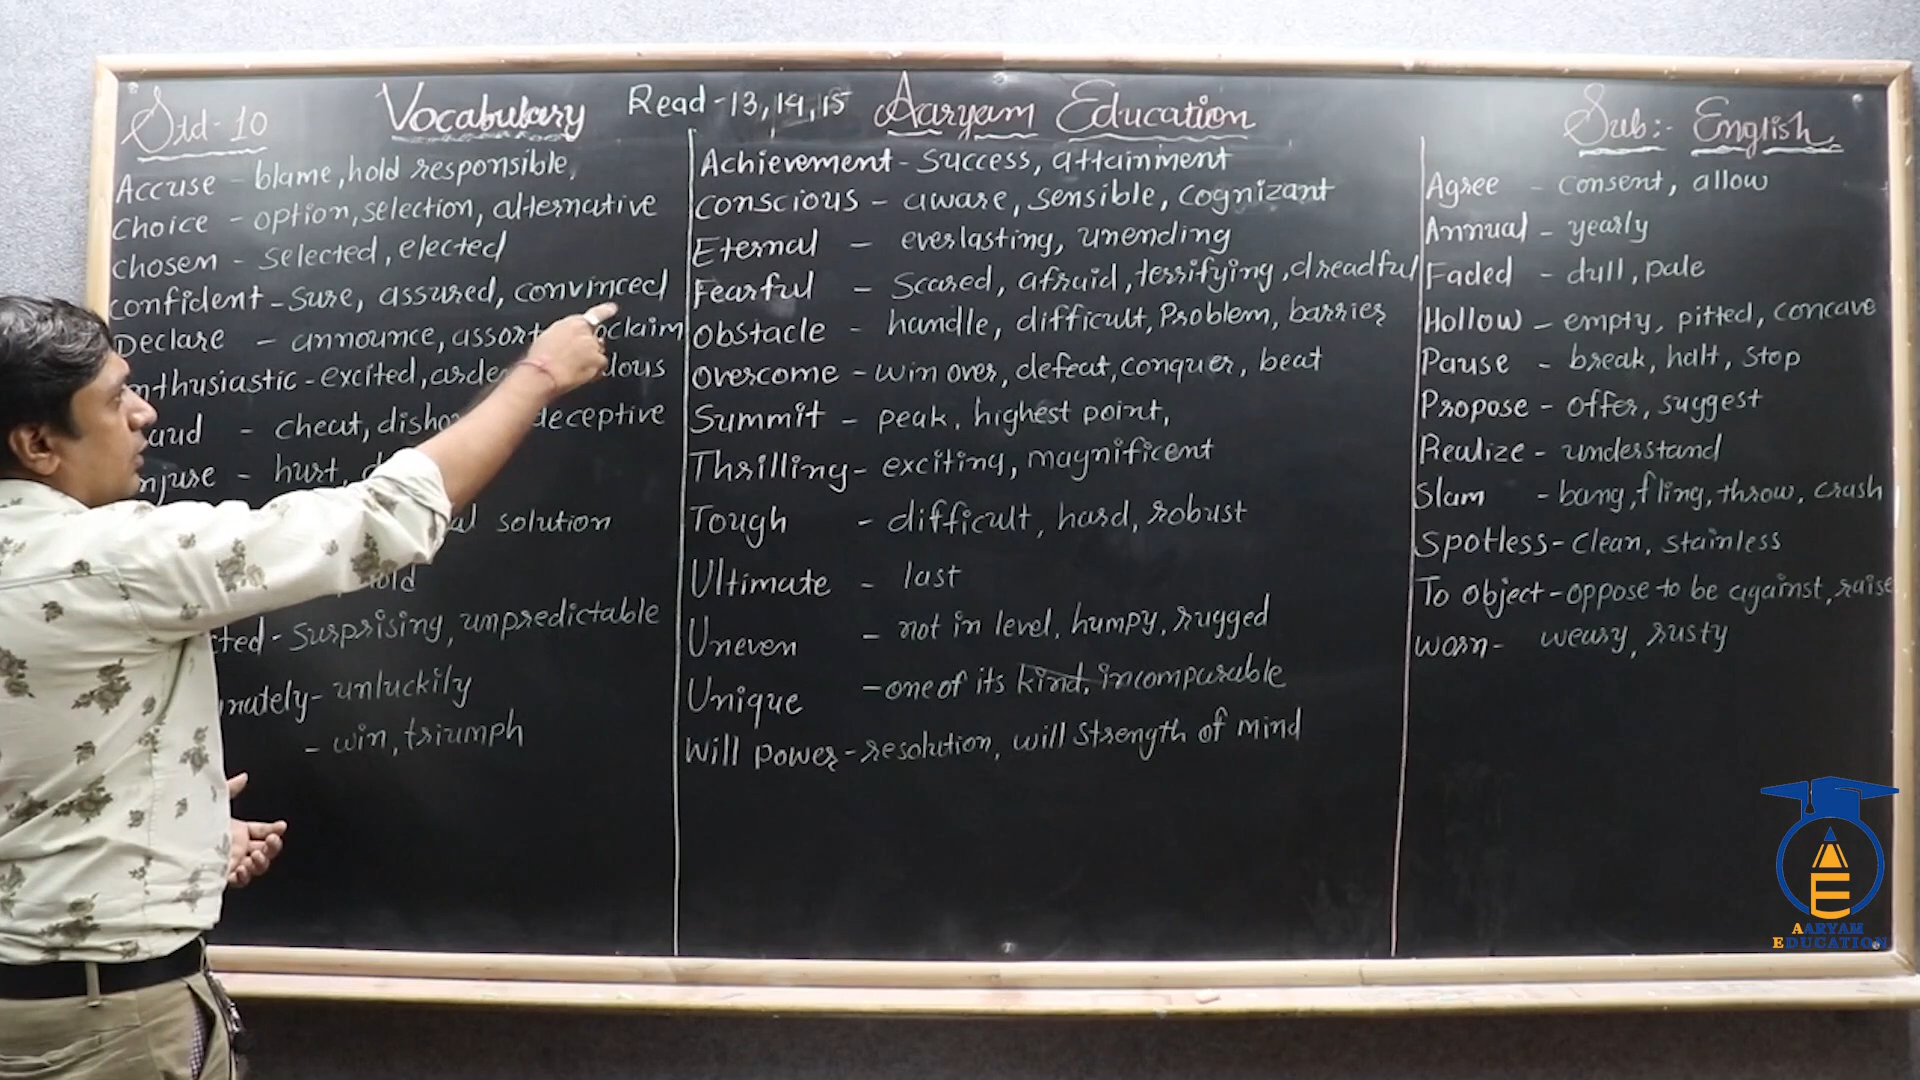 Std-10 Vocabulary Read-13,14,15 Aaryam Education Sub:- English
Accuse - blame, hold responsible,
Choice - option, selection, alternative
Chosen - selected, elected
Confident - sure, assured, convinced
Declare - announce, assort
nthusiastic - excited,
aud - cheat, deceptive
njure - hurt,
al solution
hold
cted - surprising, unpredictable
nately - unluckily
- win, triumph
Achievement - success, attainment
conscious - aware, sensible, cognizant
Eternal - everlasting, unending
Fearful - scared, afraid, terrifying, dreadful
obstacle - handle, difficult, Problem, barrier
overcome - win over, defeat, conquer, beat
Summit - peak, highest point,
Thrilling - exciting, magnificent
Tough - difficult, hard, robust
Ultimate - last
Uneven - not in level, humpy, rugged
Unique - one of its kind, incomparable
Will power - resolution, will strength of mind
Agree - consent, allow
Annual - yearly
Faded - dull, pale
Hollow - empty, pitted, concave
Pause - break, halt, stop
Propose - offer, suggest
Realize - understand
Slam - bang, fling, throw, crash
Spotless - clean, stainless
To object - oppose to be against, raise
worn - weary, rusty
AARYAM
EDUCATION